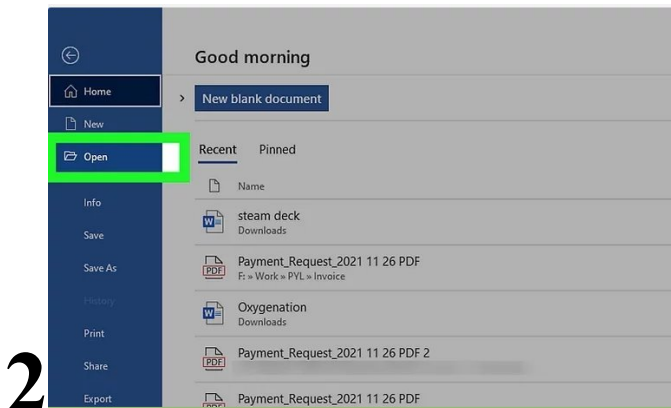 Good morning
Home
New blank document
New
Recent Pinned
Open
Name
Info
steam deck
Downloads
Save
Payment_Request_2021 11 26 PDF
PDF
F: » Work » PYL » Invoice
Save As
Oxygenation
Downloads
History
Print
Payment_Request_2021 11 26 PDF 2
PDF
Share
Export
Payment_Request_2021 11 26 PDF
2